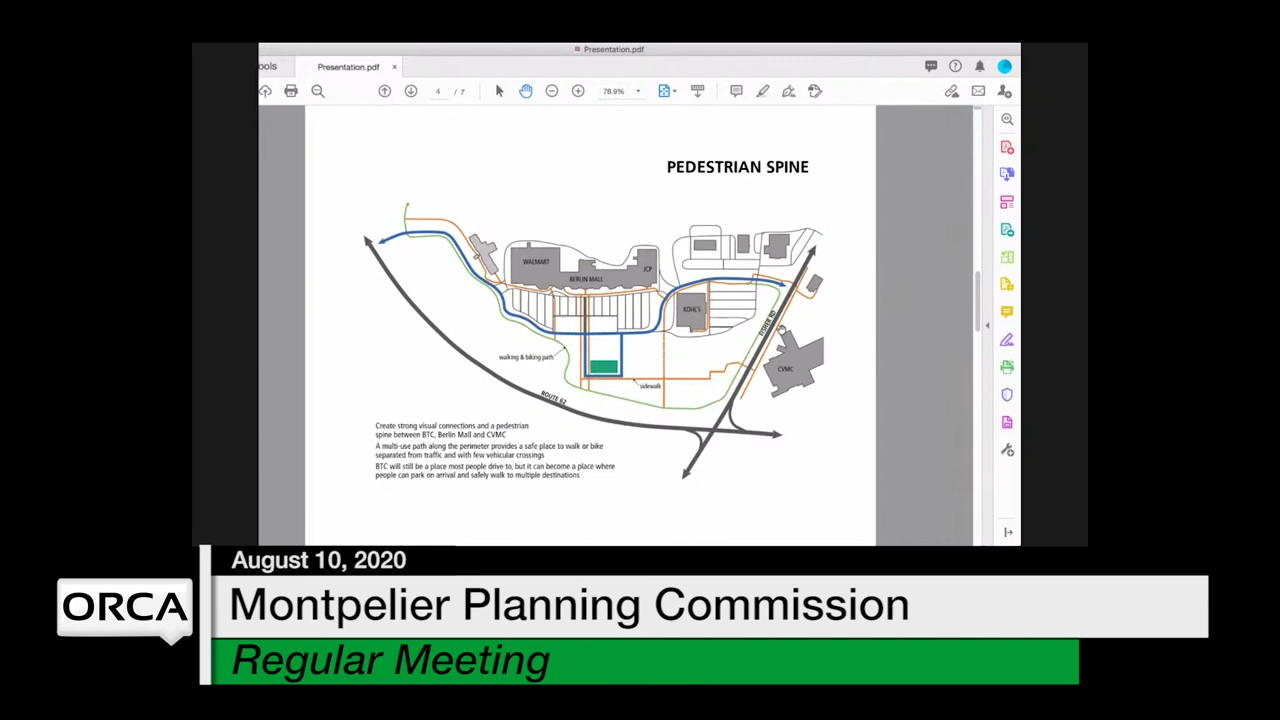 Presentation.pdf
ools
Presentation.pdf ×
4 / 7
78.9%
PEDESTRIAN SPINE
WALMART
BERLIN MALL
JCP
KOHL'S
FISHER RD
CVMC
walking & biking path
sidewalk
ROUTE 62
Create strong visual connections and a pedestrian
spine between BTC, Berlin Mall and CVMC
A multi-use path along the perimeter provides a safe place to walk or bike
separated from traffic and with few vehicular crossings
BTC will still be a place most people drive to, but it can become a place where
people can park on arrival and safely walk to multiple destinations
August 10, 2020
ORCA
Montpelier Planning Commission
Regular Meeting